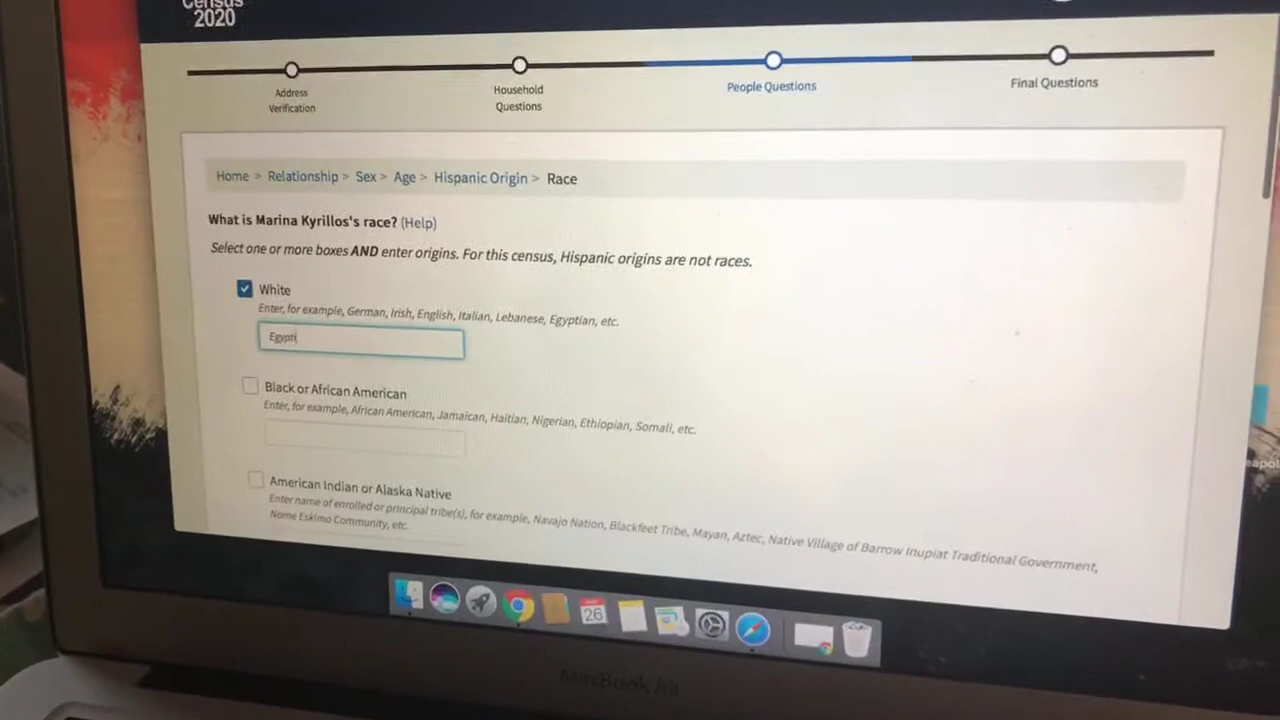 Census
2020
Address
Verification
Household
Questions
People Questions
Final Questions
Home > Relationship > Sex > Age > Hispanic Origin > Race
What is Marina Kyrillos's race? (Help)
Select one or more boxes AND enter origins. For this census, Hispanic origins are not races.
White
Enter, for example, German, Irish, English, Italian, Lebanese, Egyptian, etc.
Egypti
Black or African American
Enter, for example, African American, Jamaican, Haitian, Nigerian, Ethiopian, Somali, etc.
American Indian or Alaska Native
Enter name of enrolled or principal tribe(s), for example, Navajo Nation, Blackfeet Tribe, Mayan, Aztec, Native Village of Barrow Inupiat Traditional Government,
Nome Eskimo Community, etc.
26
MacBook Air